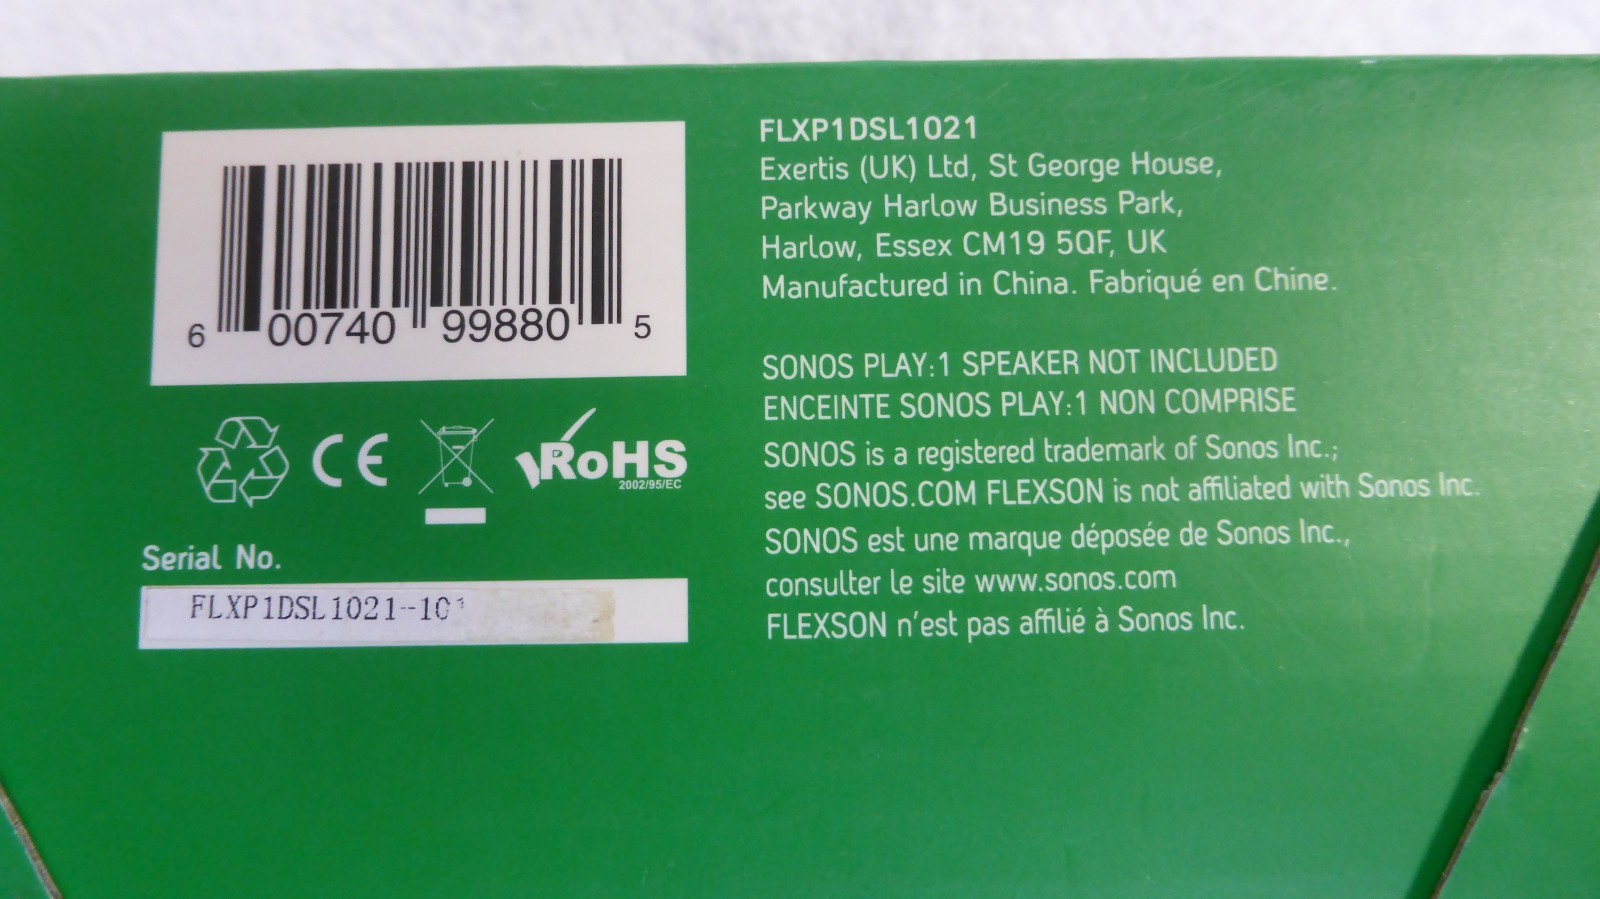 6 00740 99880 5
CE
RoHS
2002/95/EC
Serial No.
FLXP1DSL1021--10
FLXP1DSL1021
Exertis (UK) Ltd, St George House,
Parkway Harlow Business Park,
Harlow, Essex CM19 5QF, UK
Manufactured in China. Fabriqué en Chine.
SONOS PLAY:1 SPEAKER NOT INCLUDED
ENCEINTE SONOS PLAY:1 NON COMPRISE
SONOS is a registered trademark of Sonos Inc.;
see SONOS.COM FLEXSON is not affiliated with Sonos Inc.
SONOS est une marque déposée de Sonos Inc.,
consulter le site www.sonos.com
FLEXSON n'est pas affilié à Sonos Inc.